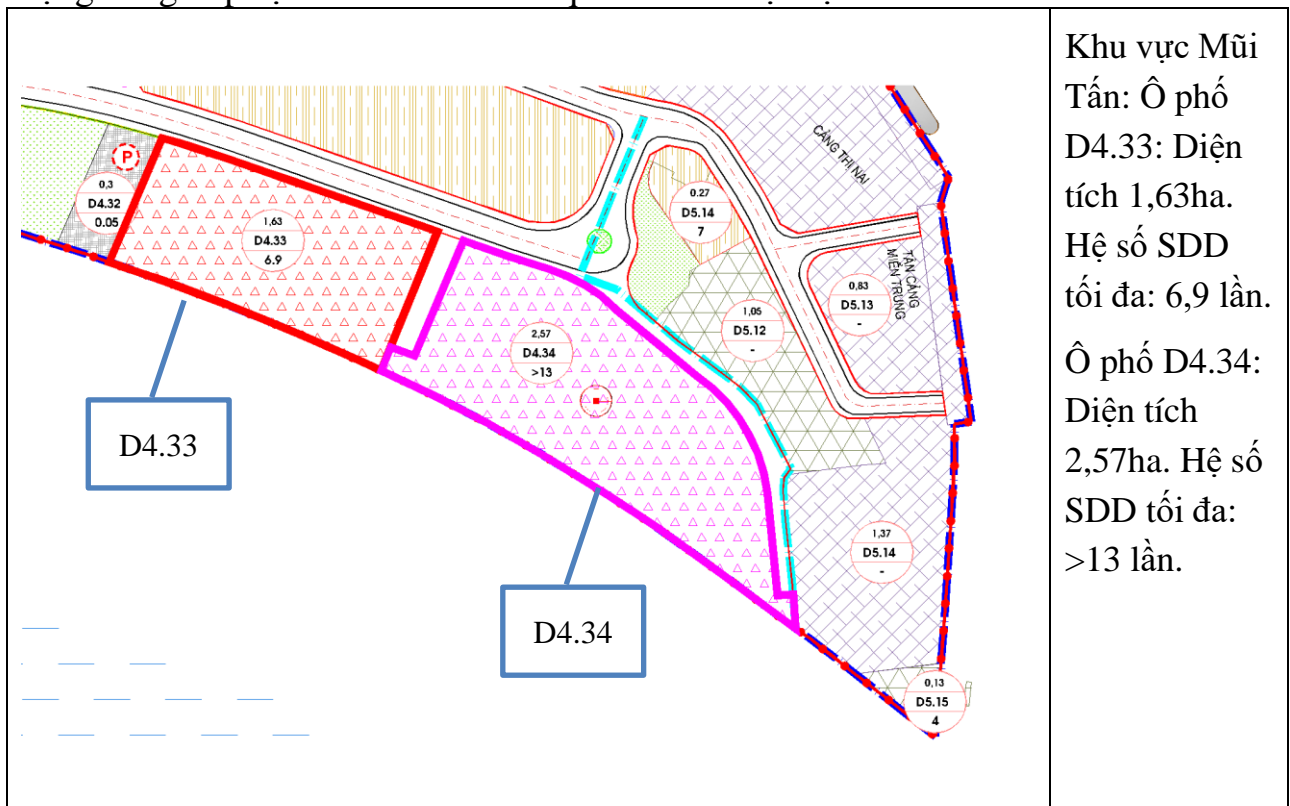 Khu vực Mũi
Tấn: Ô phố
D4.33: Diện
tích 1,63ha.
Hệ số SDD
tối đa: 6,9 lần.
Ô phố D4.34:
Diện tích
2,57ha. Hệ số
SDD tối đa:
>13 lần.
CẢNG THỊ NẠI
P
0,3
D4.32
0.05
0.27
D5.14
7
1,63
D4.33
6.9
TÂN CẢNG
MIỀN TRUNG
0,83
D5.13
-
1,05
D5.12
-
2,57
D4.34
>13
D4.33
1,37
D5.14
-
D4.34
0,13
D5.15
4